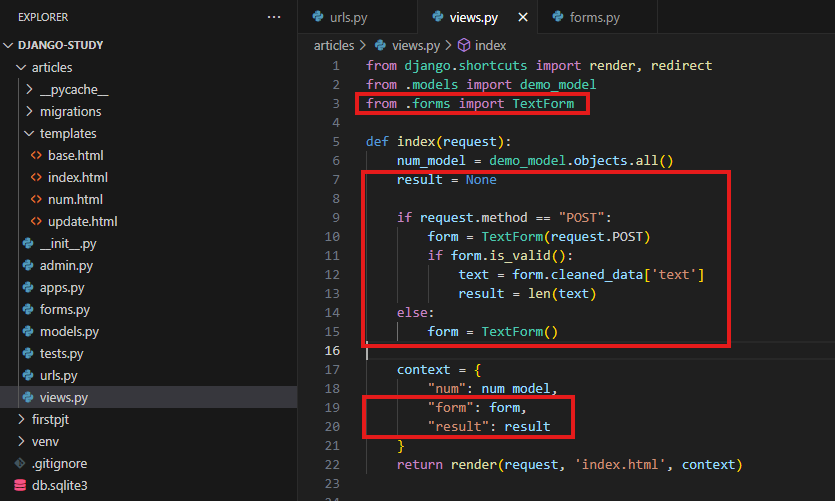 EXPLORER
···
DJANGO-STUDY
articles
__pycache__
migrations
templates
base.html
index.html
num.html
update.html
__init__.py
admin.py
apps.py
forms.py
models.py
tests.py
urls.py
views.py
firstpjt
venv
.gitignore
db.sqlite3
urls.py
views.py
forms.py
articles > views.py > index
1 from django.shortcuts import render, redirect
2 from .models import demo_model
3 from .forms import TextForm
4
5 def index(request):
6     num_model = demo_model.objects.all()
7     result = None
8
9     if request.method == "POST":
10         form = TextForm(request.POST)
11         if form.is_valid():
12             text = form.cleaned_data['text']
13             result = len(text)
14     else:
15         form = TextForm()
16
17     context = {
18         "num": num_model,
19         "form": form,
20         "result": result
21     }
22     return render(request, 'index.html', context)
23